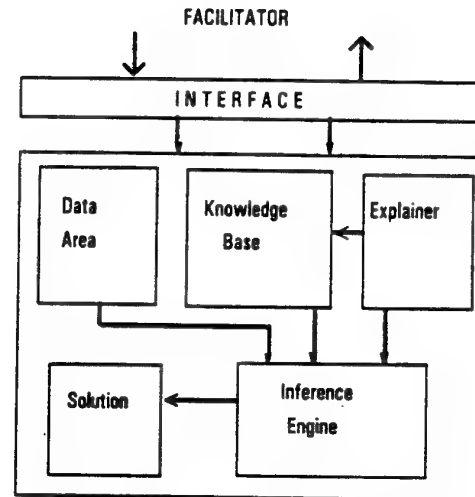 FACILITATOR
INTERFACE
Data
Area
Knowledge
Base
Explainer
Solution
Inference
Engine